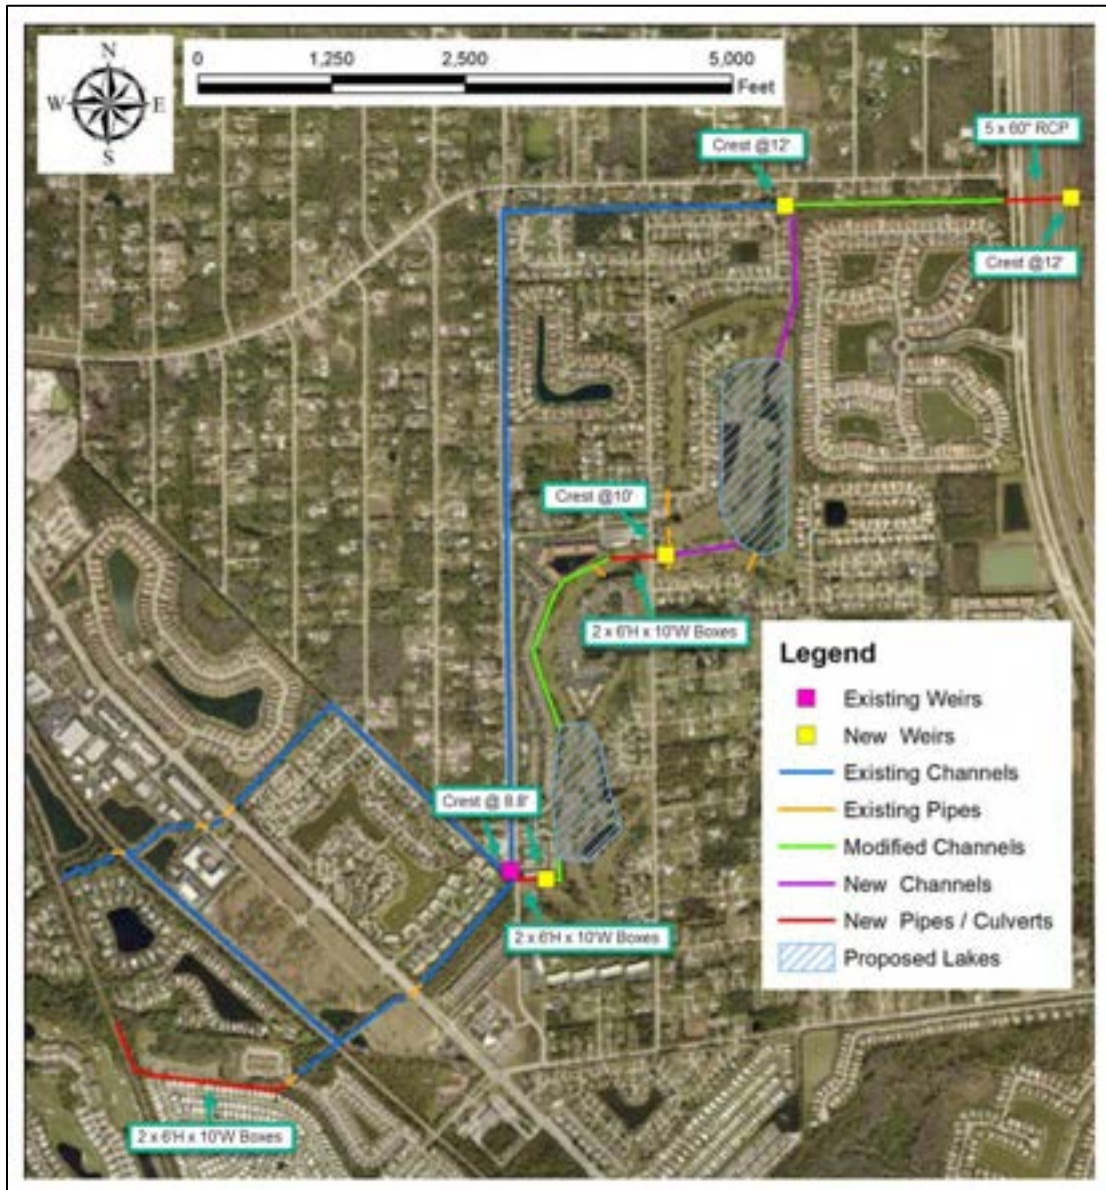 N
W E
S
0 1,250 2,500 5,000
Feet
5 x 60" RCP
Crest @12'
Crest @12'
Crest @10'
2 x 6'H x 10'W Boxes
Legend
Existing Weirs
New Weirs
Existing Channels
Existing Pipes
Modified Channels
New Channels
New Pipes / Culverts
Proposed Lakes
Crest @ 8.8'
2 x 6'H x 10'W Boxes
2 x 6'H x 10'W Boxes